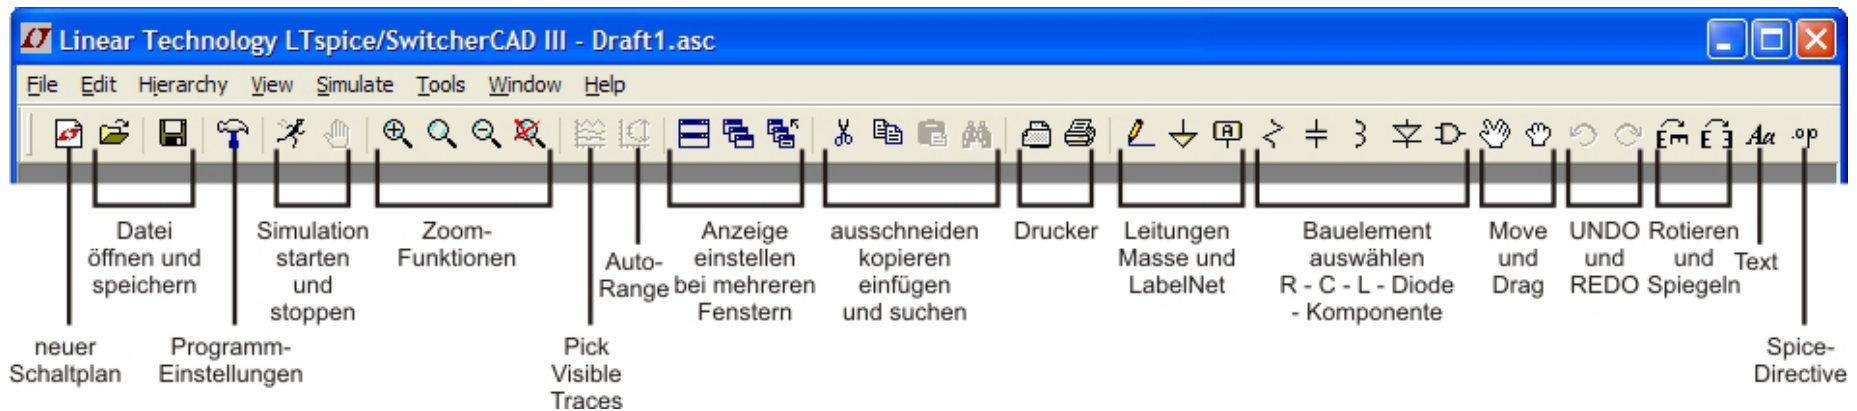 Linear Technology LTspice/SwitcherCAD III - Draft1.asc
File Edit Hierarchy View Simulate Tools Window Help
A
Aa
.op
Datei
öffnen und
speichern
Simulation
starten
und
stoppen
Zoom-
Funktionen
Auto-
Range
Anzeige
einstellen
bei mehreren
Fenstern
ausschneiden
kopieren
einfügen
und suchen
Drucker
Leitungen
Masse und
LabelNet
Bauelement
auswählen
R - C - L - Diode
- Komponente
Move
und
Drag
UNDO
und
REDO
Rotieren
und
Spiegeln
Text
neuer
Schaltplan
Programm-
Einstellungen
Pick
Visible
Traces
Spice-
Directive